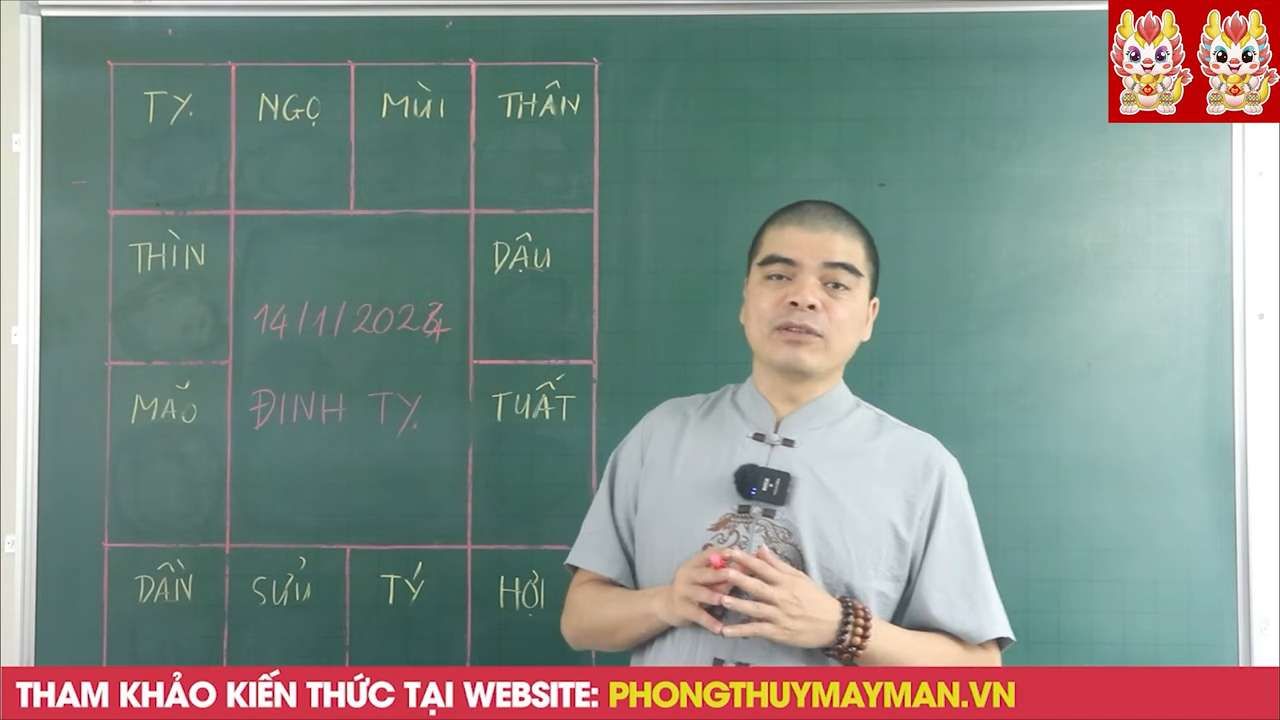 TỴ NGỌ MÙI THÂN
THÌN DẬU
14/1/2024
MÃO ĐINH TỴ TUẤT
DẦN SỬU TÝ HỢI
THAM KHẢO KIẾN THỨC TẠI WEBSITE: PHONGTHUYMAYMAN.VN